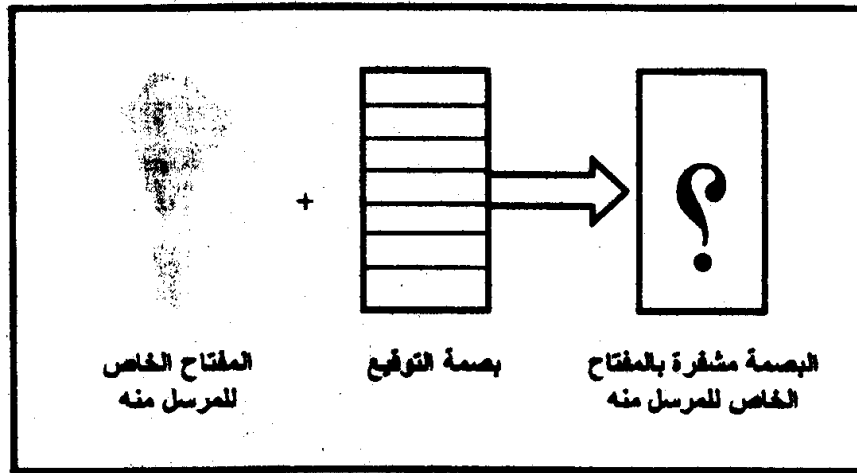 +
؟
المفتاح الخاص
للمرسل منه
بصمة التوقيع
البصمة مشفرة بالمفتاح
الخاص للمرسل منه